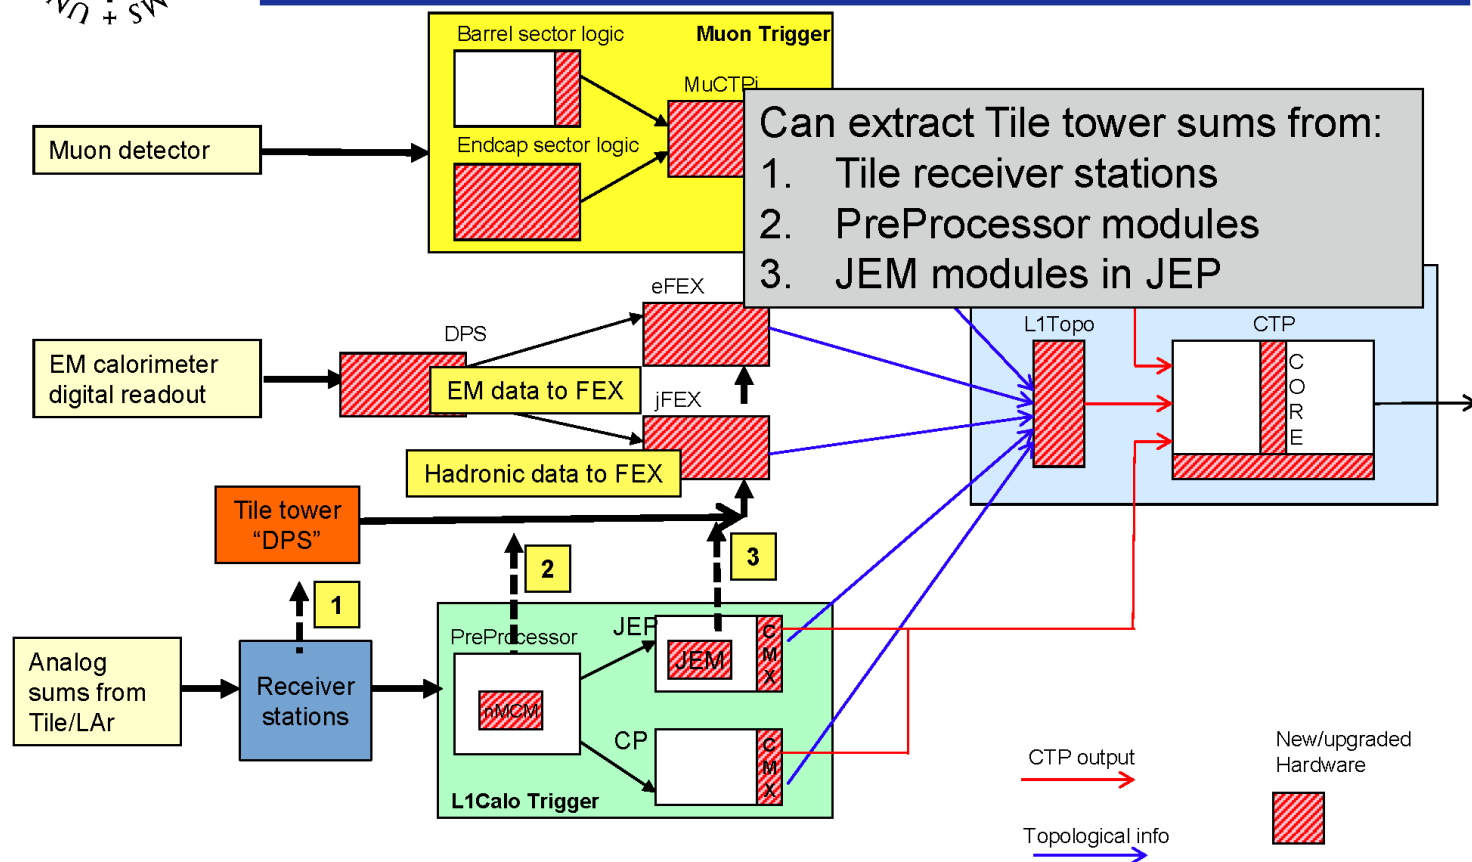 UN + SM
Barrel sector logic
Muon Trigger
MuCTPi
Endcap sector logic
Muon detector
Can extract Tile tower sums from:
1. Tile receiver stations
2. PreProcessor modules
3. JEM modules in JEP
eFEX
DPS
L1Topo
CTP
EM calorimeter
digital readout
EM data to FEX
jFEX
C
O
R
E
Hadronic data to FEX
Tile tower
“DPS”
1
2
3
PreProcessor
JEP
JEM
C
M
X
Analog
sums from
Tile/LAr
Receiver
stations
nMCM
CP
C
M
X
L1Calo Trigger
CTP output
New/upgraded
Hardware
Topological info